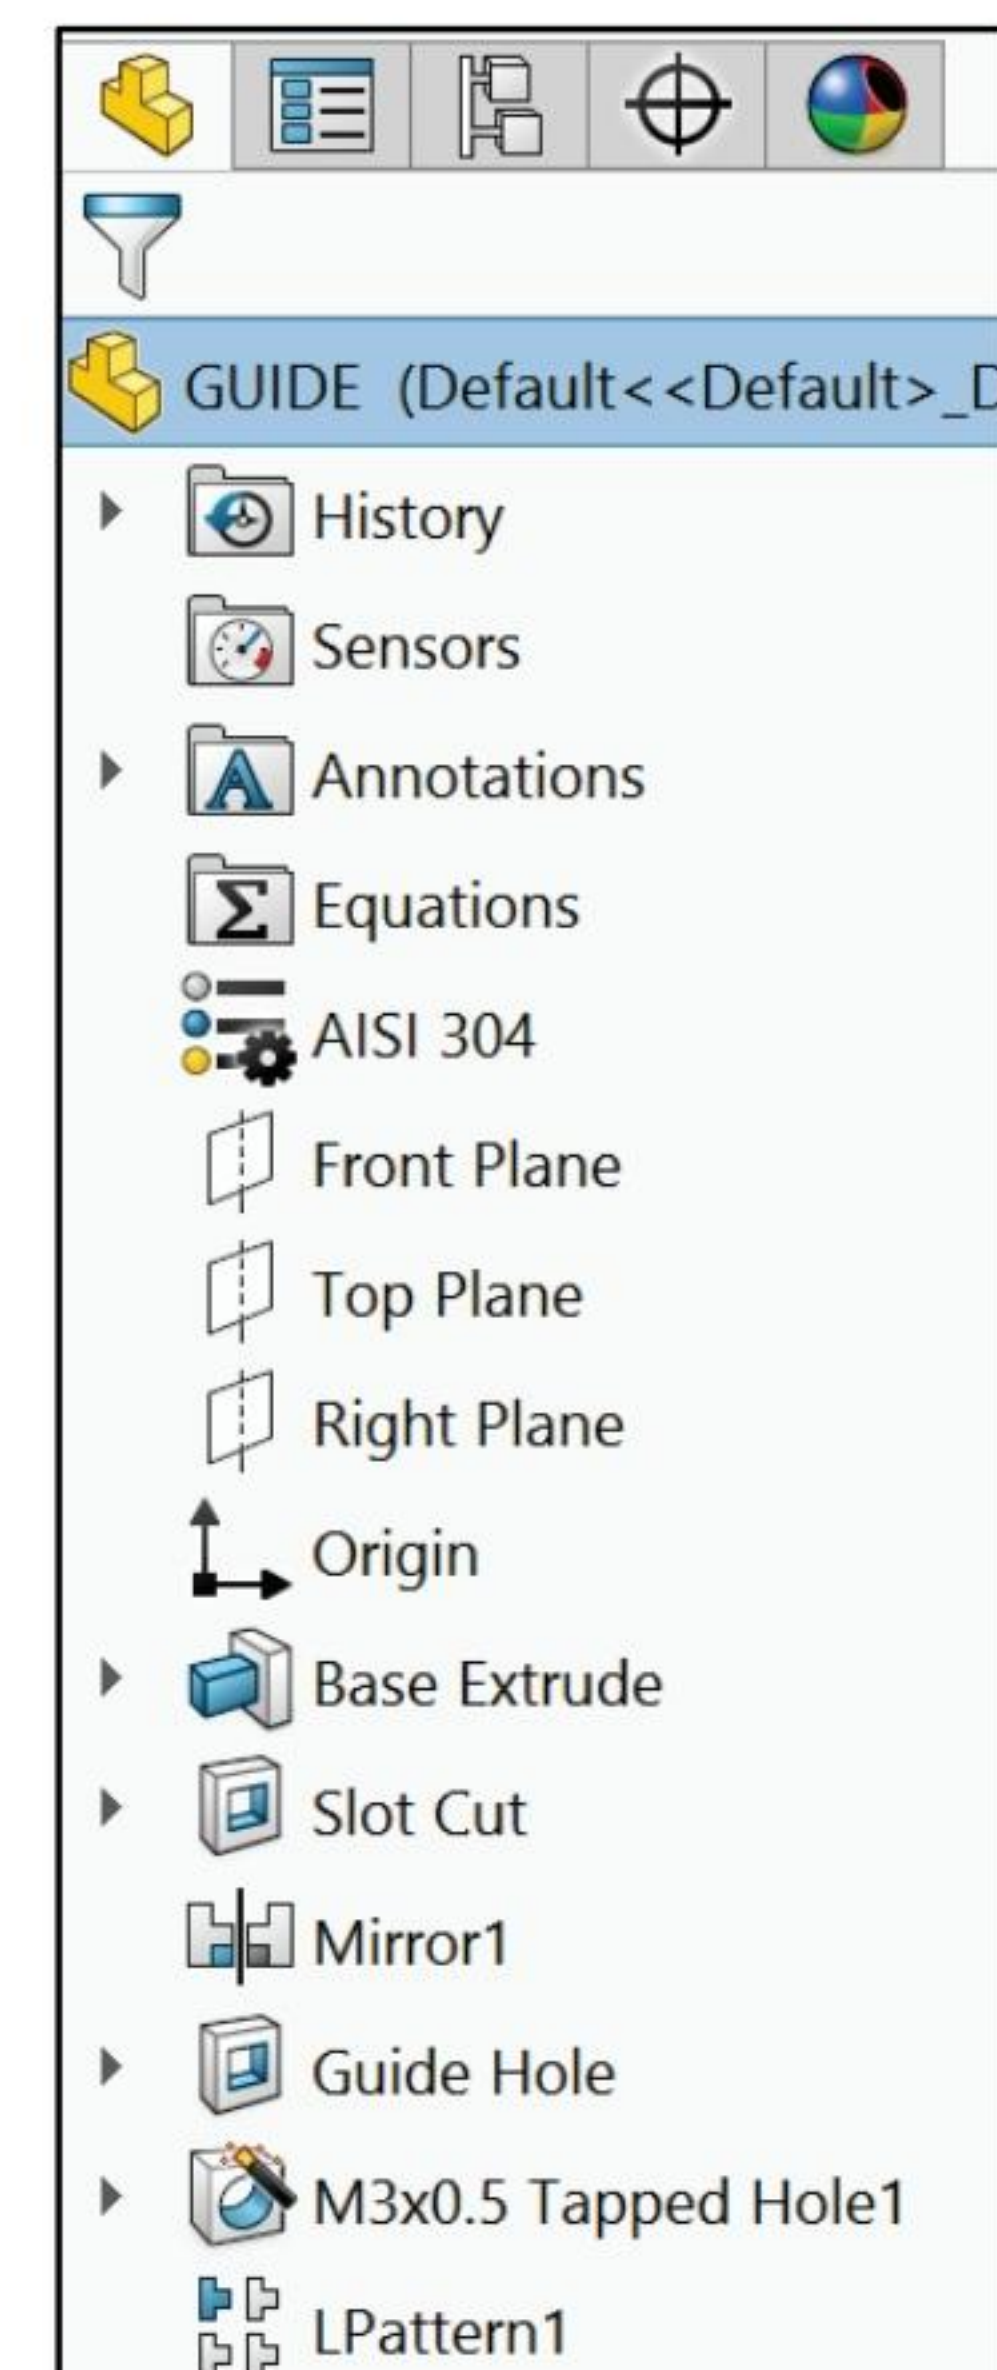 GUIDE (Default<<Default>_D
History
Sensors
A Annotations
Σ Equations
AISI 304
Front Plane
Top Plane
Right Plane
Origin
Base Extrude
Slot Cut
Mirror1
Guide Hole
M3x0.5 Tapped Hole1
LPattern1